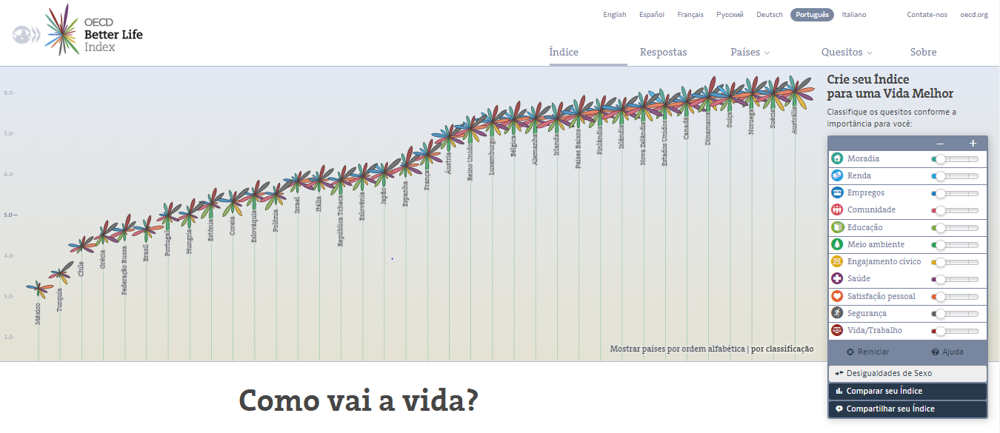 English Español Français Русский Deutsch Português Italiano Contate-nos oecd.org
OECD
Better Life
Index
Índice Respostas Países Quesitos Sobre
8.0
7.0
6.0
5.0
4.0
3.0
2.0
México
Turquia
Chile
Grécia
Federação Russa
Brasil
Portugal
Hungria
Estônia
Coreia
Eslováquia
Polônia
Israel
Itália
República Tcheca
Eslovênia
Japão
Espanha
França
Áustria
Reino Unido
Luxemburgo
Bélgica
Alemanha
Irlanda
Países Baixos
Finlândia
Islândia
Nova Zelândia
Estados Unidos
Canadá
Dinamarca
Suíça
Noruega
Suécia
Austrália
Mostrar países por ordem alfabética | por classificação
Crie seu Índice
para uma Vida Melhor
Classifique os quesitos conforme a
importância para você:
− +
Moradia
Renda
Empregos
Comunidade
Educação
Meio ambiente
Engajamento cívico
Saúde
Satisfação pessoal
Segurança
Vida/Trabalho
Reiniciar Ajuda
Desigualdades de Sexo
Comparar seu Índice
Compartilhar seu Índice
Como vai a vida?